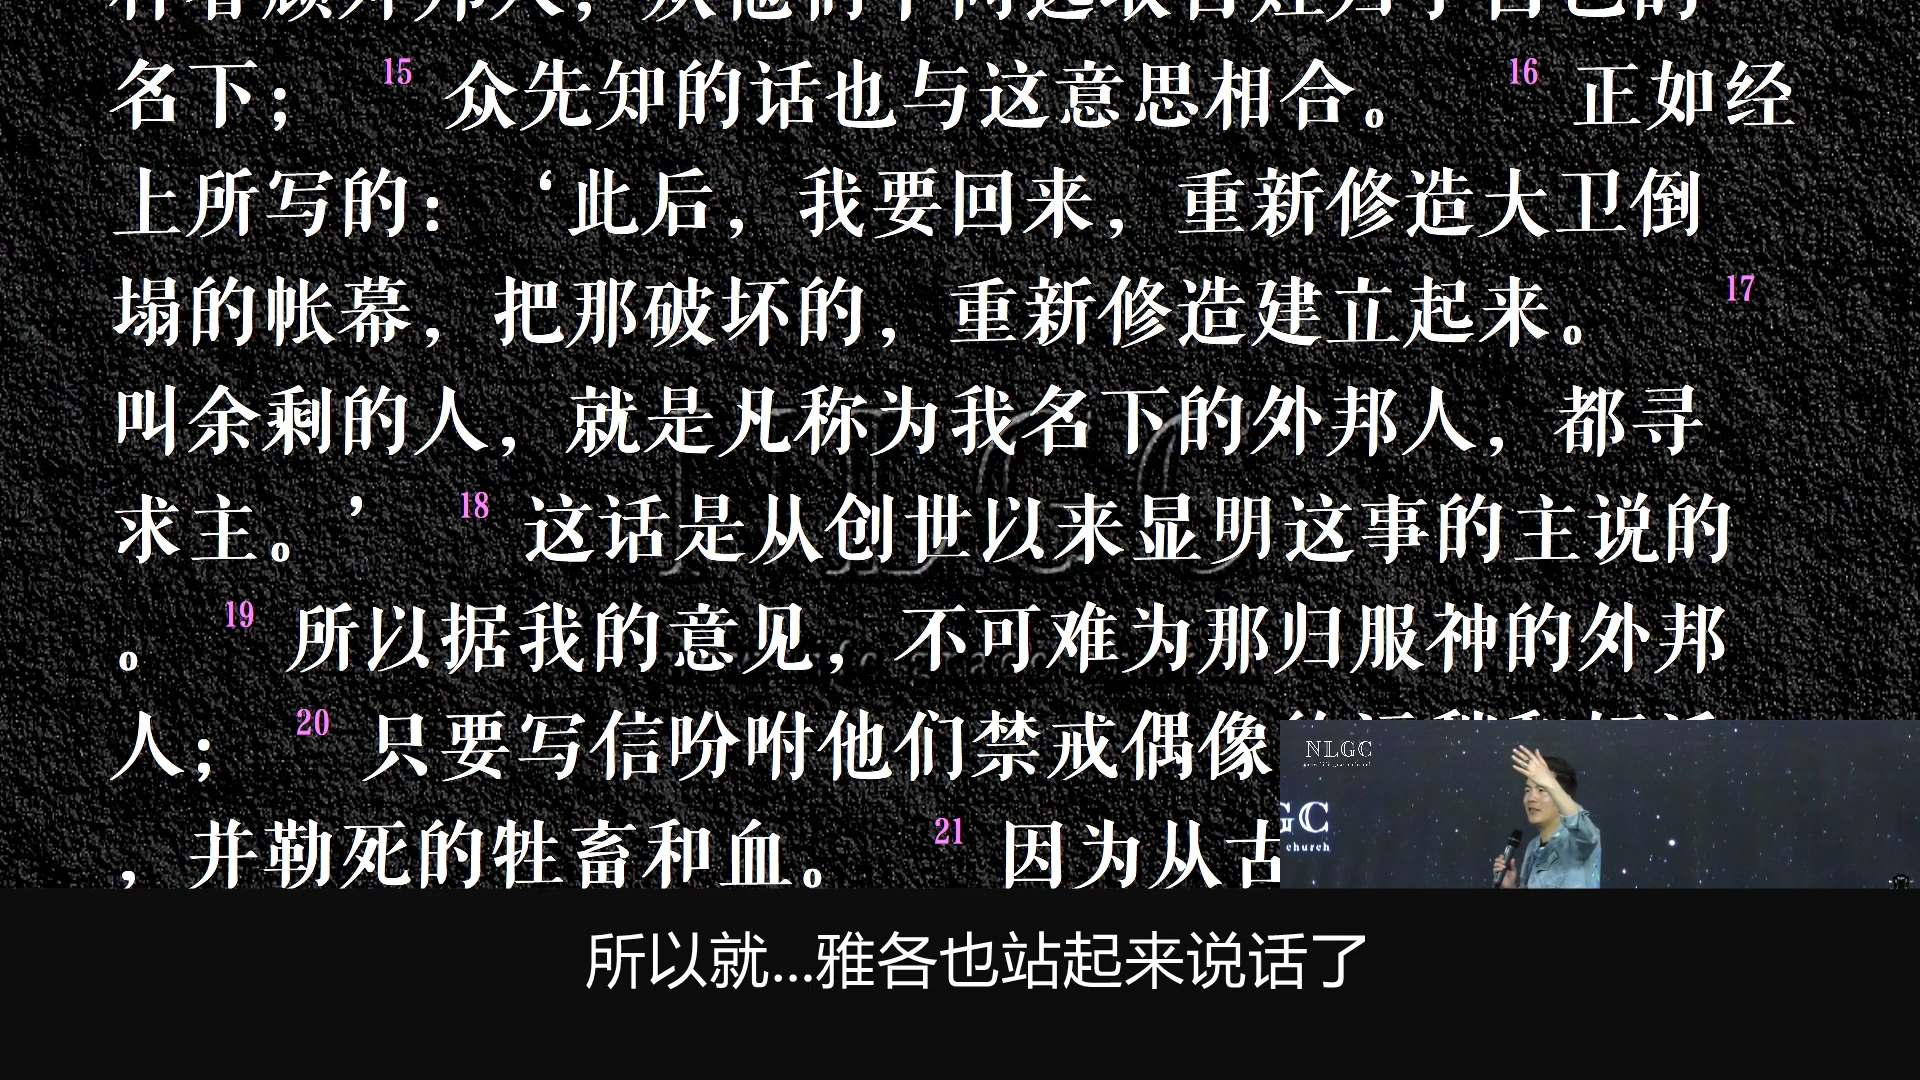 名下； 15 众先知的话也与这意思相合。 16 正如经
上所写的：‘此后，我要回来，重新修造大卫倒
塌的帐幕，把那破坏的，重新修造建立起来。 17
叫余剩的人，就是凡称为我名下的外邦人，都寻
求主。’ 18 这话是从创世以来显明这事的主说的
。 19 所以据我的意见，不可难为那归服神的外邦
人； 20 只要写信吩咐他们禁戒偶像
，并勒死的牲畜和血。 21 因为从古
NLGC
GC
church
所以就...雅各也站起来说话了